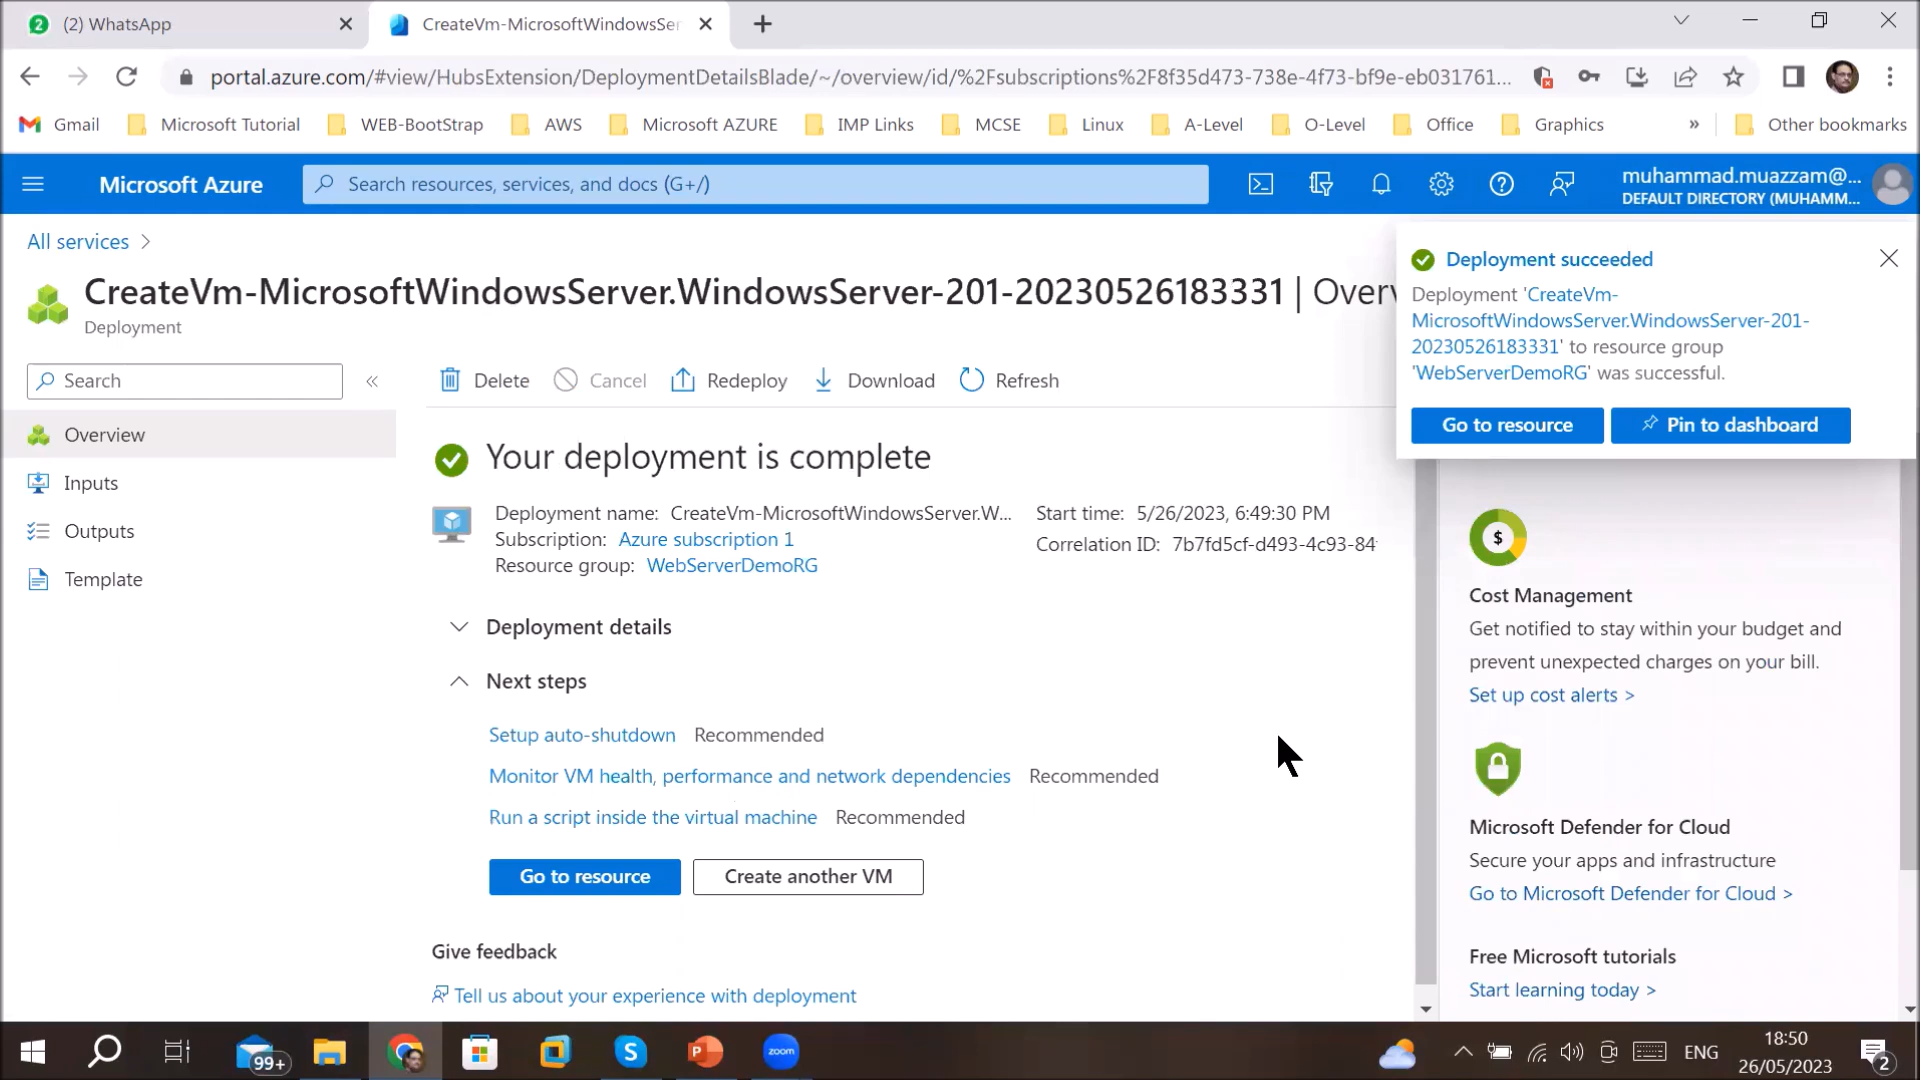 (2) WhatsApp
CreateVm-MicrosoftWindowsSer
portal.azure.com/#view/HubsExtension/DeploymentDetailsBlade/~/overview/id/%2Fsubscriptions%2F8f35d473-738e-4f73-bf9e-eb031761...
Gmail Microsoft Tutorial WEB-BootStrap AWS Microsoft AZURE IMP Links MCSE Linux A-Level O-Level Office Graphics » Other bookmarks
Microsoft Azure
Search resources, services, and docs (G+/)
muhammad.muazzam@...
DEFAULT DIRECTORY (MUHAMM...
All services >
CreateVm-MicrosoftWindowsServer.WindowsServer-201-20230526183331 | Overv
Deployment
Search
«
Delete Cancel Redeploy Download Refresh
Overview
Inputs
Outputs
Template
Your deployment is complete
Deployment name: CreateVm-MicrosoftWindowsServer.W...
Subscription: Azure subscription 1
Resource group: WebServerDemoRG
Start time: 5/26/2023, 6:49:30 PM
Correlation ID: 7b7fd5cf-d493-4c93-84
Deployment details
Next steps
Setup auto-shutdown Recommended
Monitor VM health, performance and network dependencies Recommended
Run a script inside the virtual machine Recommended
Go to resource
Create another VM
Give feedback
Tell us about your experience with deployment
Deployment succeeded
Deployment 'CreateVm-
MicrosoftWindowsServer.WindowsServer-201-
20230526183331' to resource group
'WebServerDemoRG' was successful.
Go to resource
Pin to dashboard
$
Cost Management
Get notified to stay within your budget and
prevent unexpected charges on your bill.
Set up cost alerts >
Microsoft Defender for Cloud
Secure your apps and infrastructure
Go to Microsoft Defender for Cloud >
Free Microsoft tutorials
Start learning today >
99+
S
P
zoom
ENG
18:50
26/05/2023
2